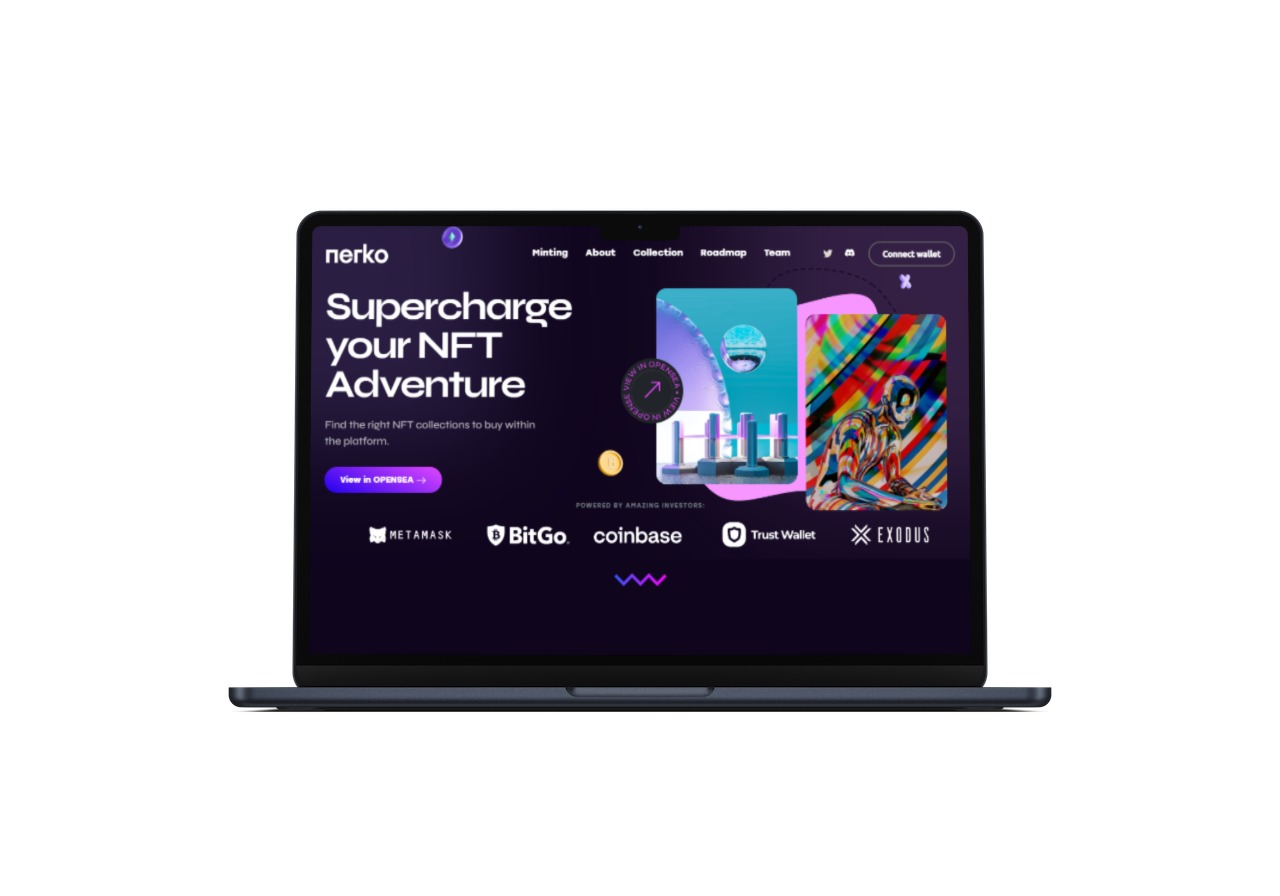 nerko
Minting
About
Collection
Roadmap
Team
Connect wallet
Supercharge
your NFT
Adventure
Find the right NFT collections to buy within
the platform.
View in OPENSEA →
VIEW IN OPENSEA • VIEW IN OPENSE
POWERED BY AMAZING INVESTORS:
METAMASK
BitGo
coinbase
Trust Wallet
EXODUS